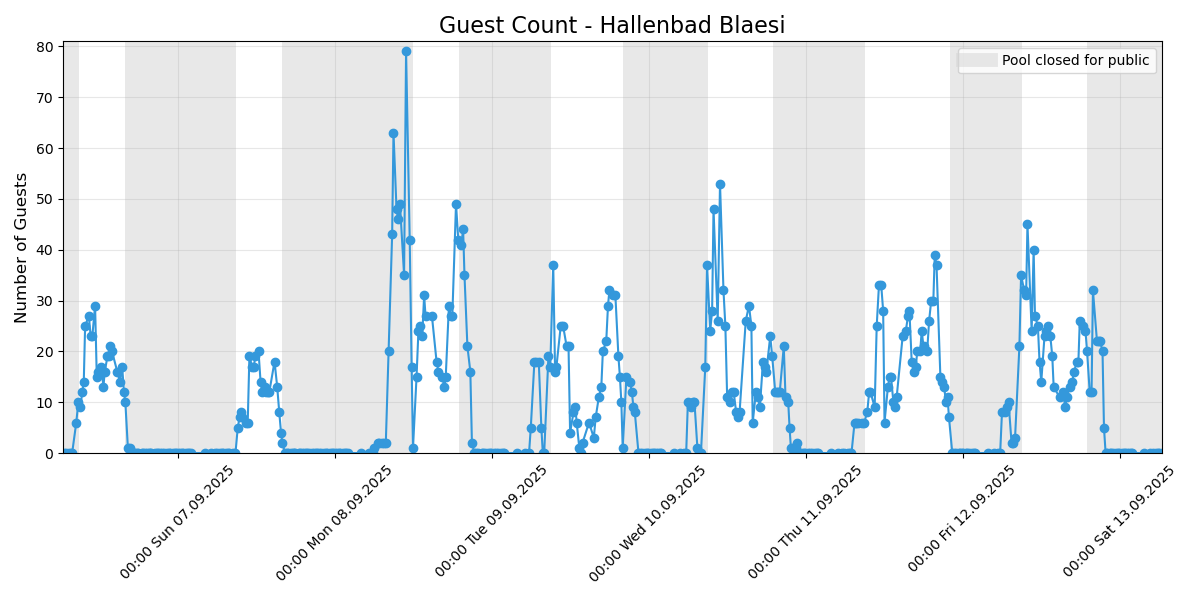 Guest Count - Hallenbad Blaesi
Pool closed for public
Number of Guests
80
70
60
50
40
30
20
10
0
00:00 Sun 07.09.2025
00:00 Mon 08.09.2025
00:00 Tue 09.09.2025
00:00 Wed 10.09.2025
00:00 Thu 11.09.2025
00:00 Fri 12.09.2025
00:00 Sat 13.09.2025